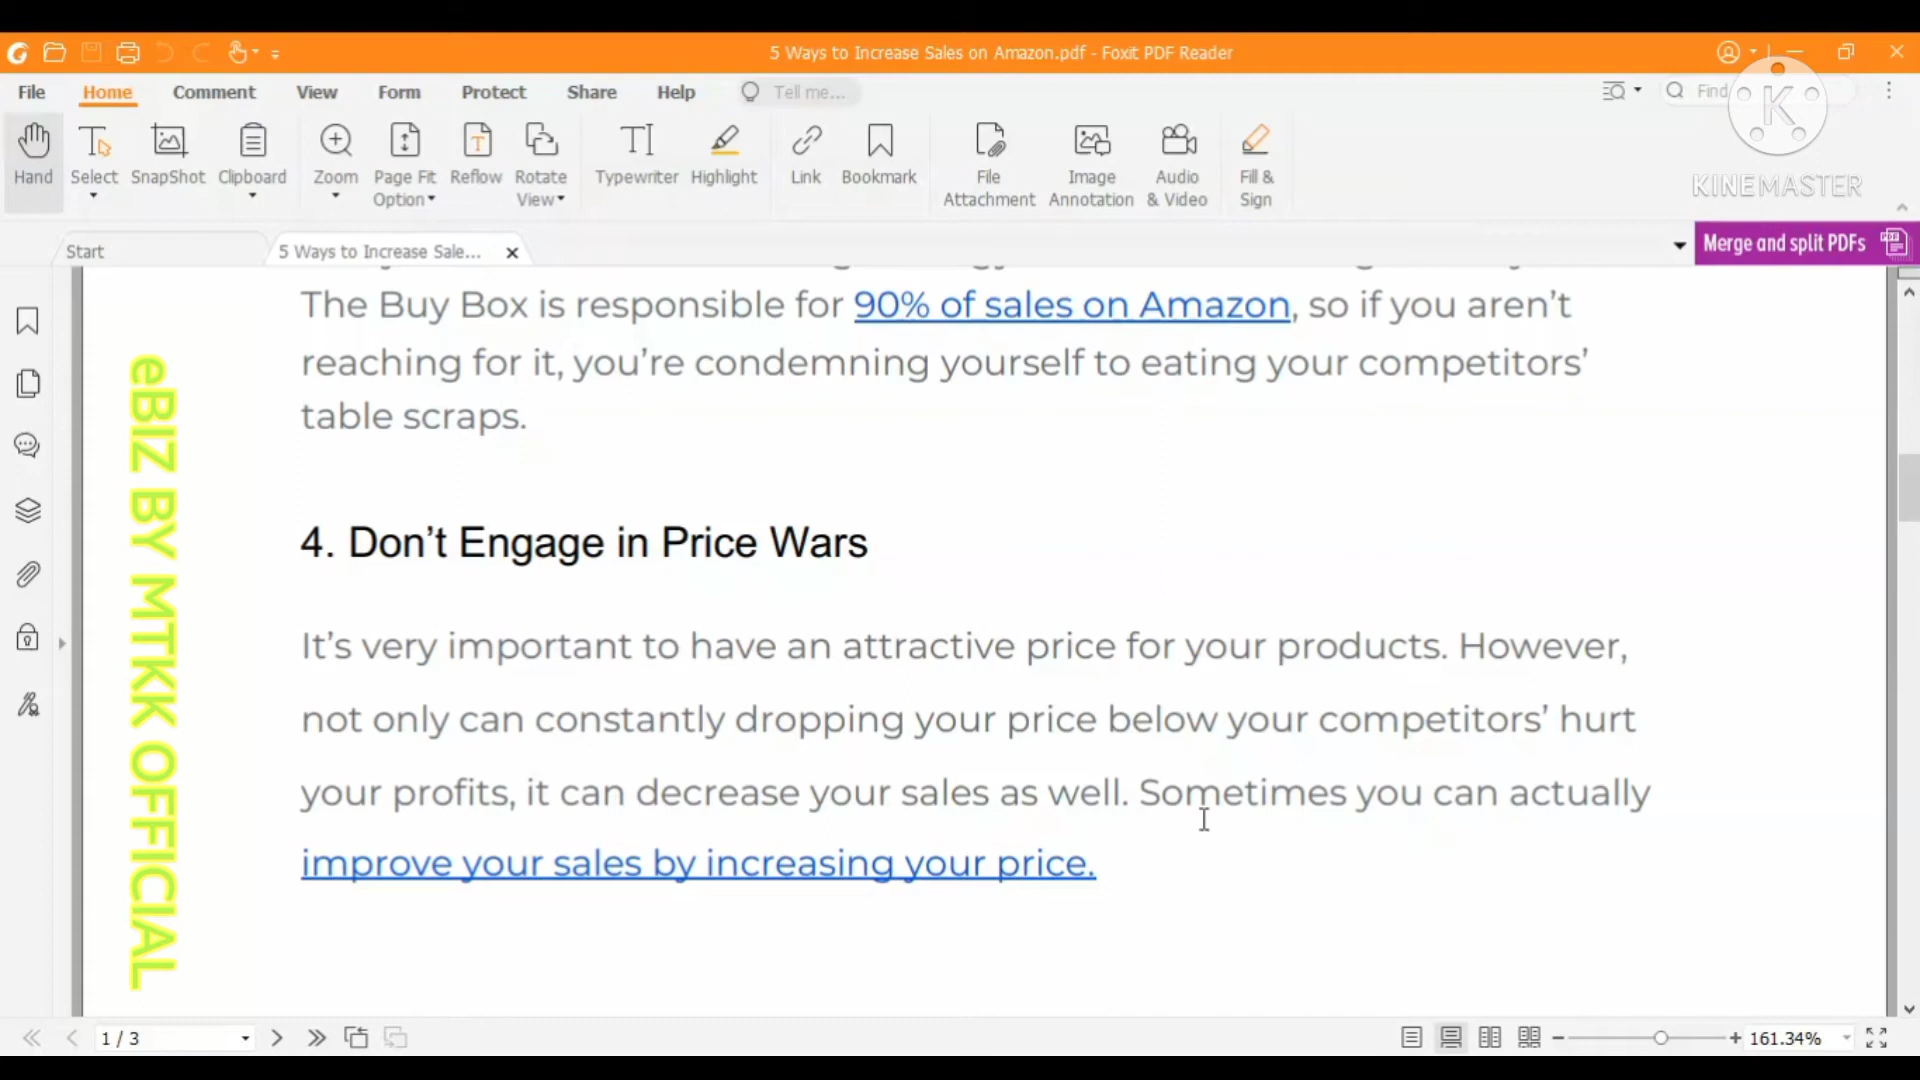 5 Ways to Increase Sales on Amazon.pdf - Foxit PDF Reader
File Home Comment View Form Protect Share Help Tell me... Find
K
KINEMASTER
Hand Select SnapShot Clipboard Zoom Page Fit Option Reflow Rotate View Typewriter Highlight Link Bookmark File Attachment Image Annotation Audio & Video Fill & Sign
Start 5 Ways to Increase Sale... Merge and split PDFs
The Buy Box is responsible for 90% of sales on Amazon, so if you aren’t
reaching for it, you’re condemning yourself to eating your competitors’
table scraps.
4. Don’t Engage in Price Wars
It’s very important to have an attractive price for your products. However,
not only can constantly dropping your price below your competitors’ hurt
your profits, it can decrease your sales as well. Sometimes you can actually
improve your sales by increasing your price.
eBIZ BY MTKK OFFICIAL
1 / 3 161.34%